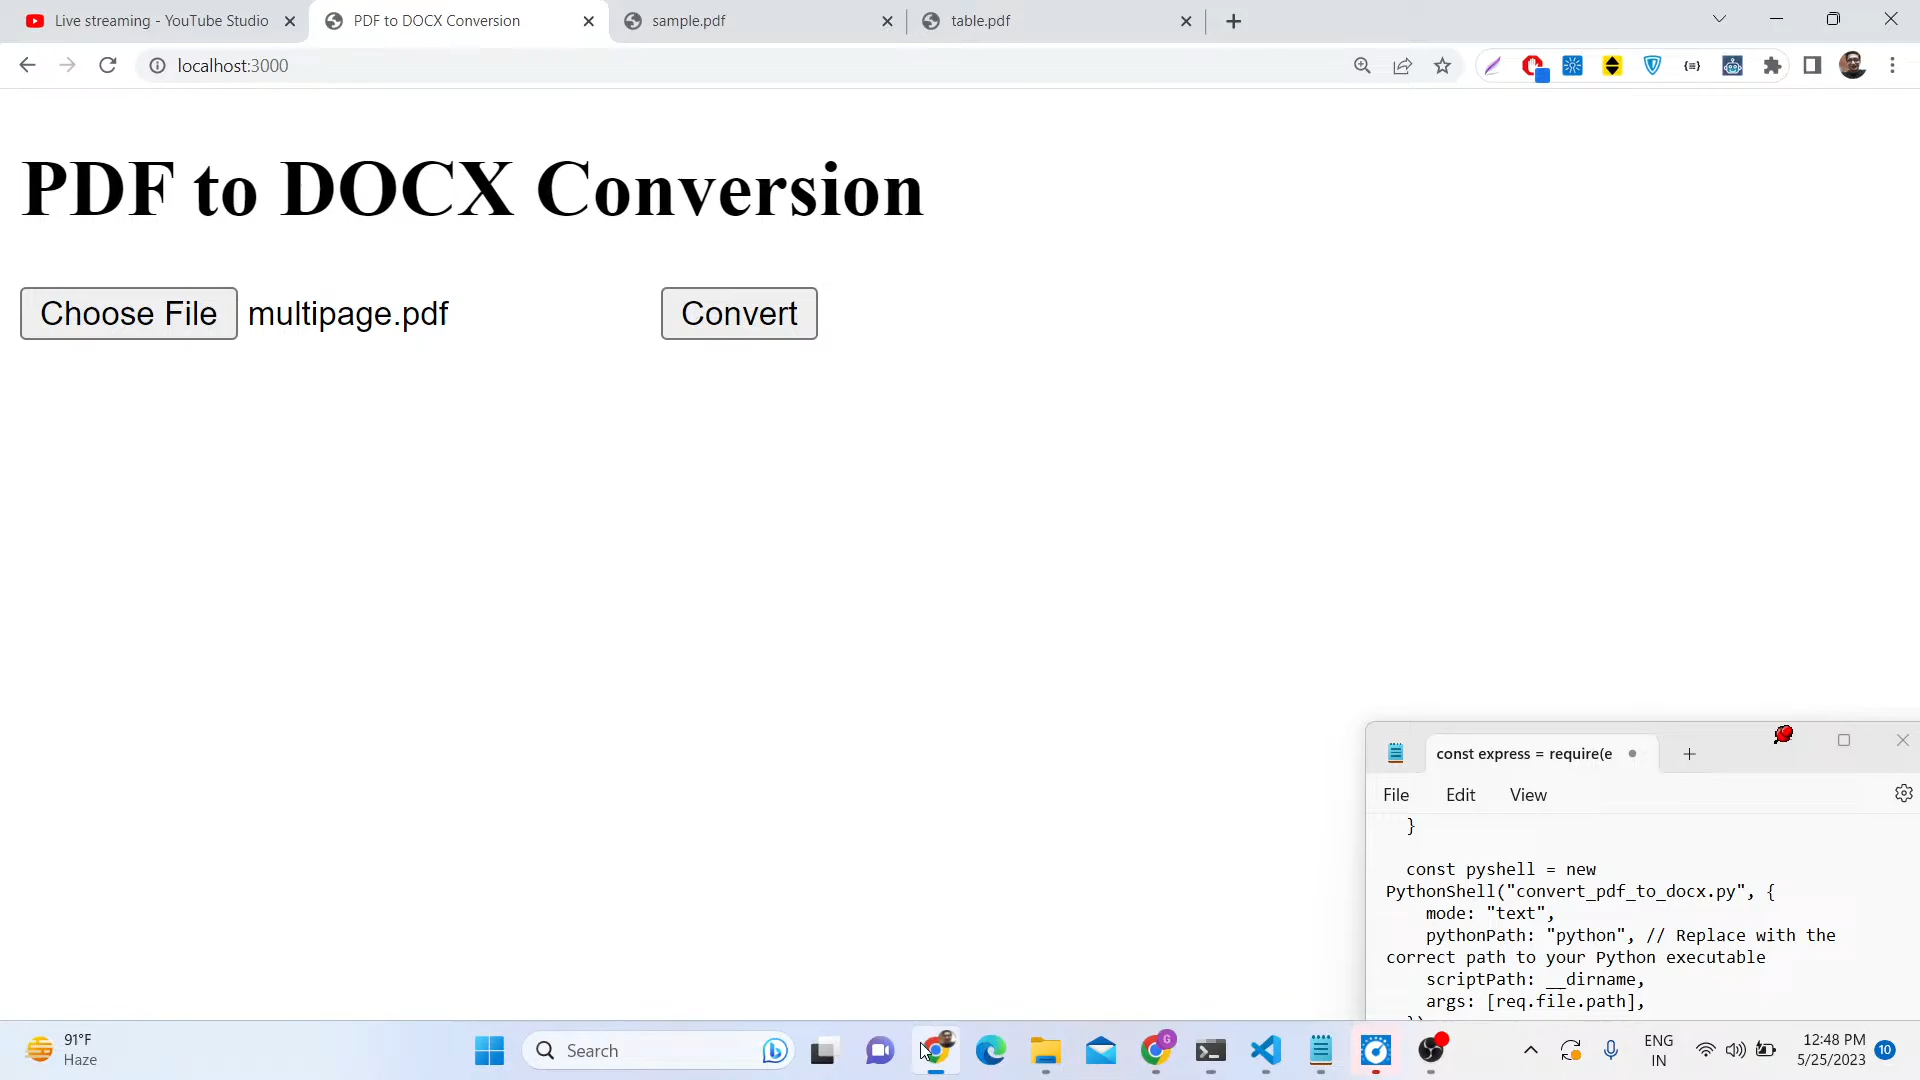 Live streaming - YouTube Studio
PDF to DOCX Conversion
sample.pdf
table.pdf
localhost:3000
PDF to DOCX Conversion
Choose File multipage.pdf
Convert
const express = require(e
File Edit View
}
const pyshell = new
PythonShell("convert_pdf_to_docx.py", {
mode: "text",
pythonPath: "python", // Replace with the
correct path to your Python executable
scriptPath: __dirname,
args: [req.file.path],
91°F
Haze
Search
G
ENG
IN
12:48 PM
5/25/2023
10